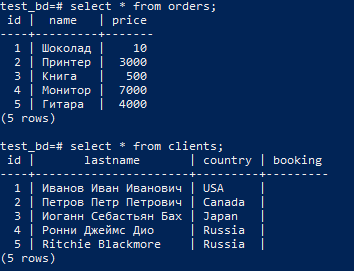 test_bd=# select * from orders;
 id |  name   | price
----+---------+-------
  1 | Шоколад |    10
  2 | Принтер |  3000
  3 | Книга   |   500
  4 | Монитор |  7000
  5 | Гитара  |  4000
(5 rows)

test_bd=# select * from clients;
 id |       lastname       | country | booking
----+----------------------+---------+---------
  1 | Иванов Иван Иванович | USA     |
  2 | Петров Петр Петрович | Canada  |
  3 | Иоганн Себастьян Бах | Japan   |
  4 | Ронни Джеймс Дио     | Russia  |
  5 | Ritchie Blackmore    | Russia  |
(5 rows)